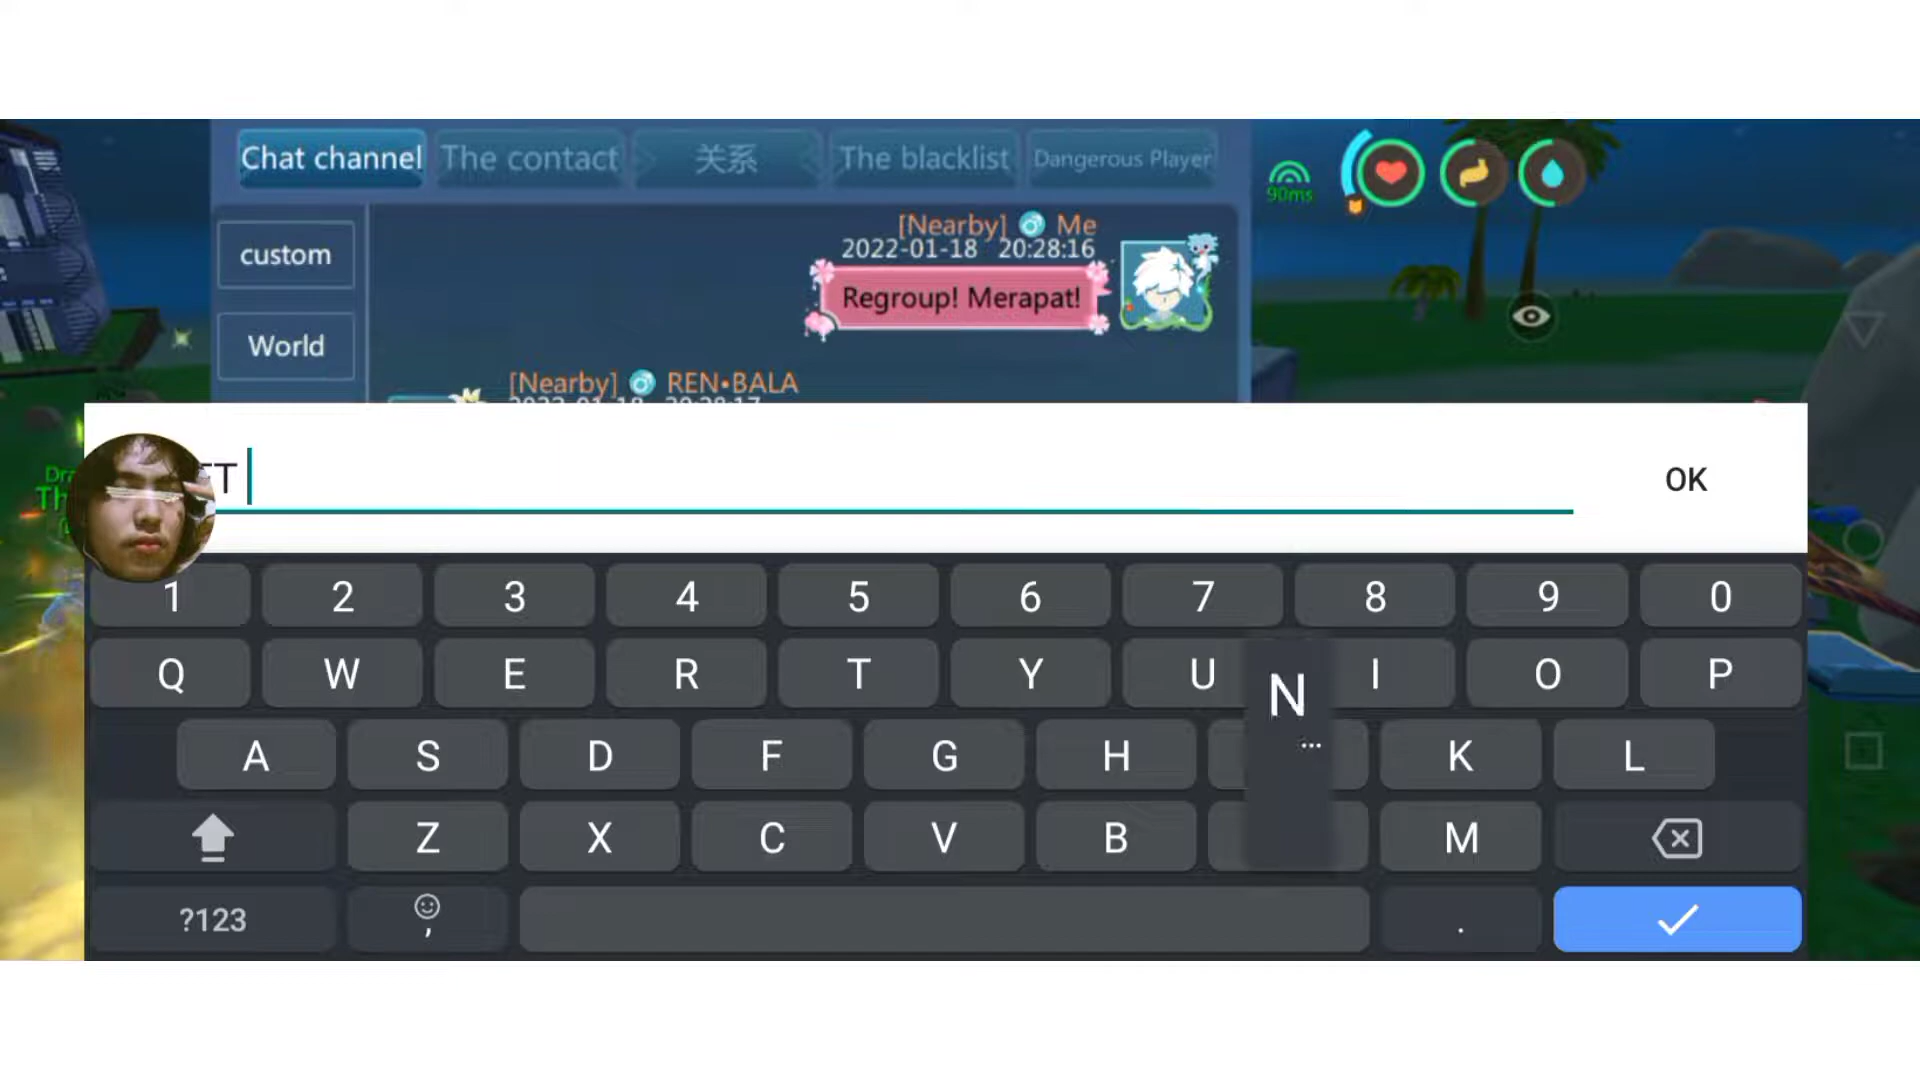 Chat channel The contact 关系 The blacklist Dangerous Player
90ms
custom
World
[Nearby] Me
2022-01-18 20:28:16
Regroup! Merapat!
[Nearby] REN•BALA
T
OK
1 2 3 4 5 6 7 8 9 0
Q W E R T Y U I O P
N
A S D F G H K L
Z X C V B M
?123 , .